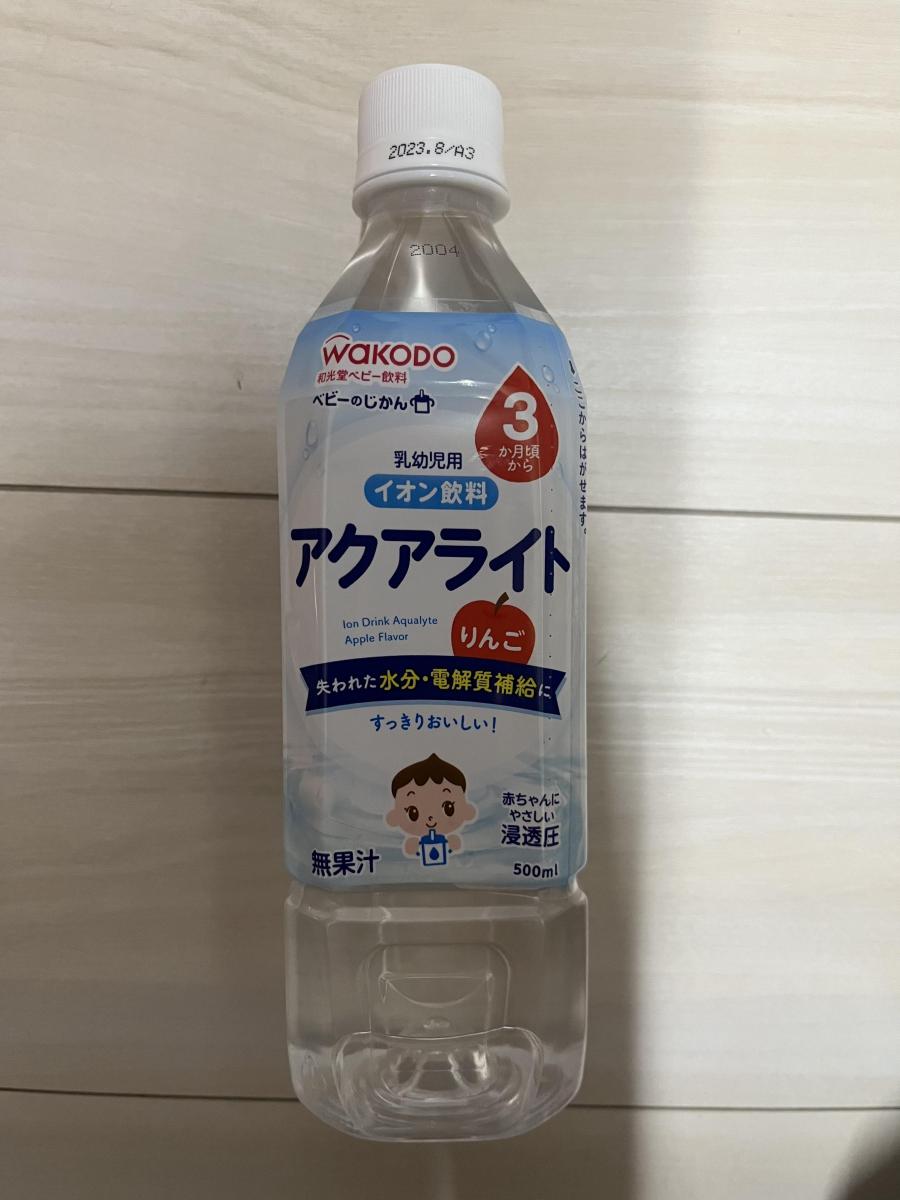 2023.8/A3
2004
WAKODO
和光堂ベビー飲料
ベビーのじかん
3
か月頃
から
乳幼児用
イオン飲料
アクアライト
Ion Drink Aqualyte
Apple Flavor
りんご
失われた水分・電解質補給に
すっきりおいしい!
赤ちゃんに
やさしい
浸透圧
無果汁
500ml
ここからはがせます。